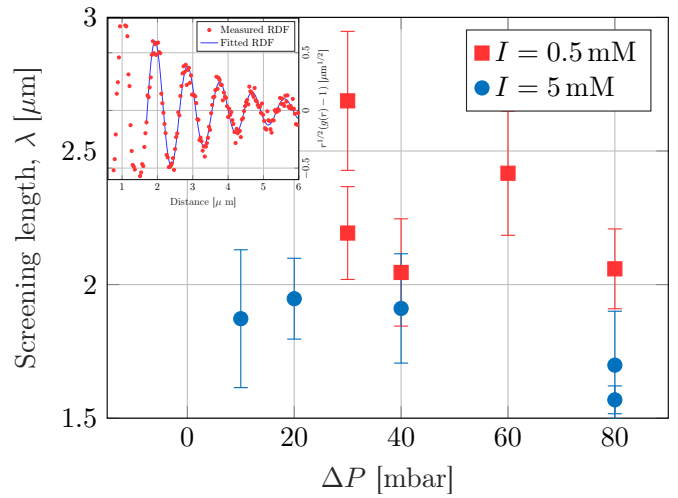 3
2.5
2
1.5
Screening length, λ [μm]
0
20
40
60
80
ΔP [mbar]
I = 0.5 mM
I = 5 mM
Measured RDF
Fitted RDF
0.5
0
−0.5
r^{1/2}(g(r) − 1) [μm^{1/2}]
1
2
3
4
5
6
Distance [μ m]